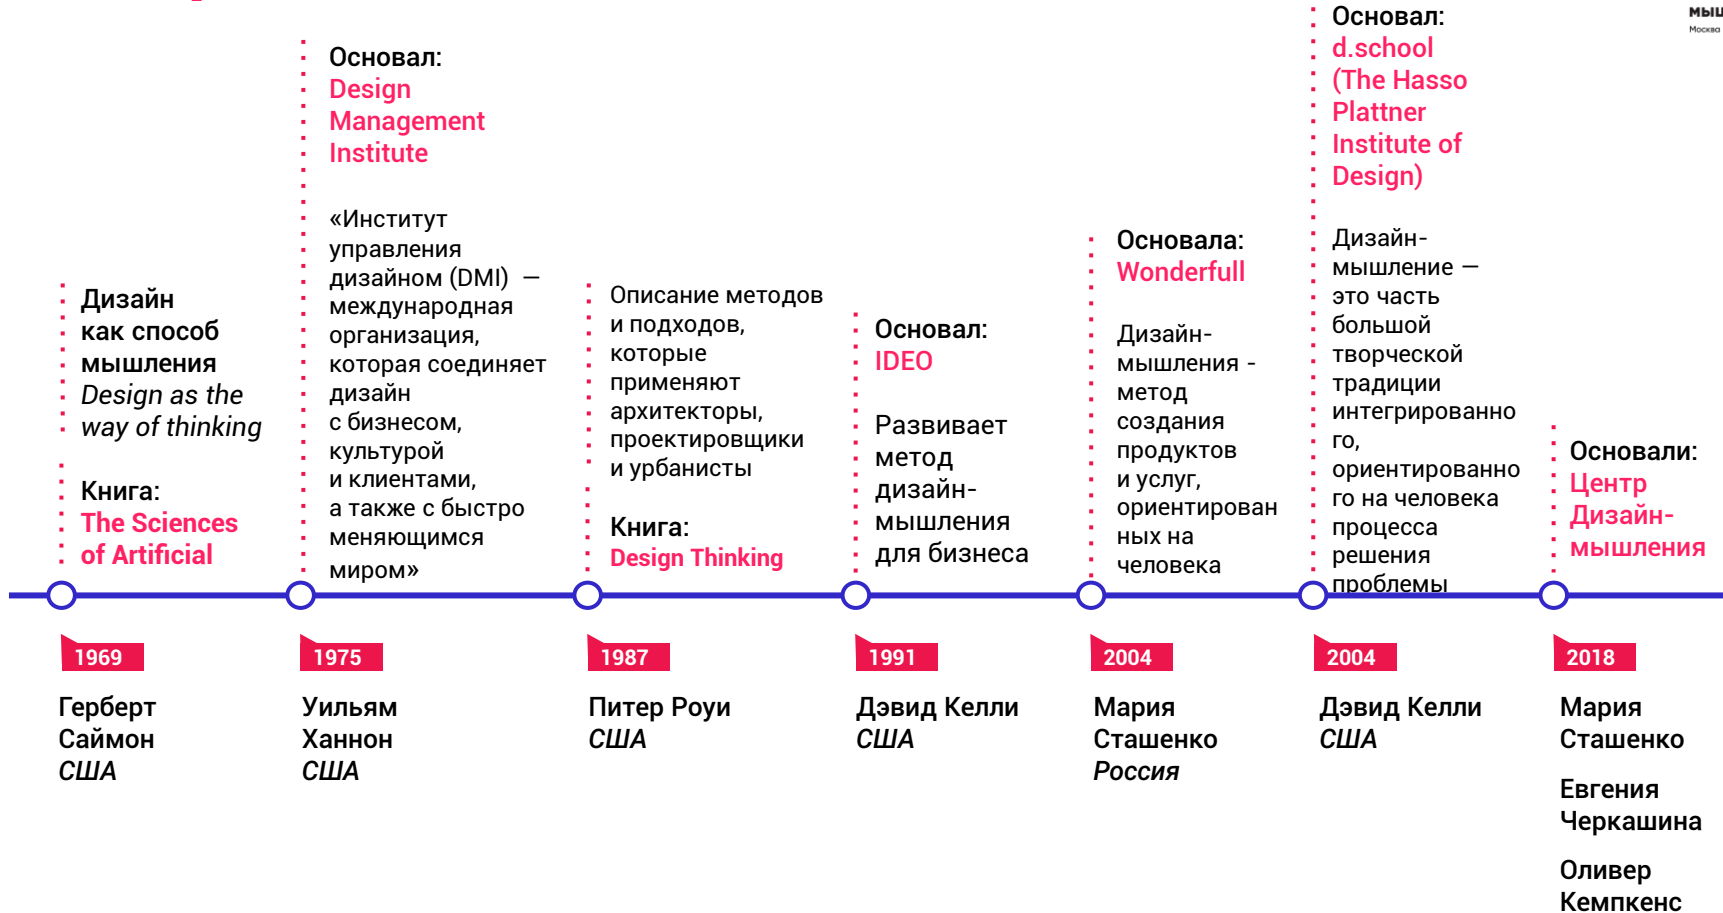 Дизайн
как способ
мышления
Design as the
way of thinking
Книга:
The Sciences
of Artificial
1969
Герберт
Саймон
США
Основал:
Design
Management
Institute
«Институт
управления
дизайном (DMI) —
международная
организация,
которая соединяет
дизайн
с бизнесом,
культурой
и клиентами,
а также с быстро
меняющимся
миром»
1975
Уильям
Ханнон
США
Описание методов
и подходов,
которые
применяют
архитекторы,
проектировщики
и урбанисты
Книга:
Design Thinking
1987
Питер Роуи
США
Основал:
IDEO
Развивает
метод
дизайн-
мышления
для бизнеса
1991
Дэвид Келли
США
Основала:
Wonderfull
Дизайн-
мышления -
метод
создания
продуктов
и услуг,
ориентирован
ных на
человека
2004
Мария
Сташенко
Россия
Основал:
d.school
(The Hasso
Plattner
Institute of
Design)
Дизайн-
мышление —
это часть
большой
творческой
традиции
интегрированно
го,
ориентированно
го на человека
процесса
решения
проблемы
2004
Дэвид Келли
США
Москва
Основали:
Центр
Дизайн-
мышления
2018
Мария
Сташенко
Евгения
Черкашина
Оливер
Кемпкенс